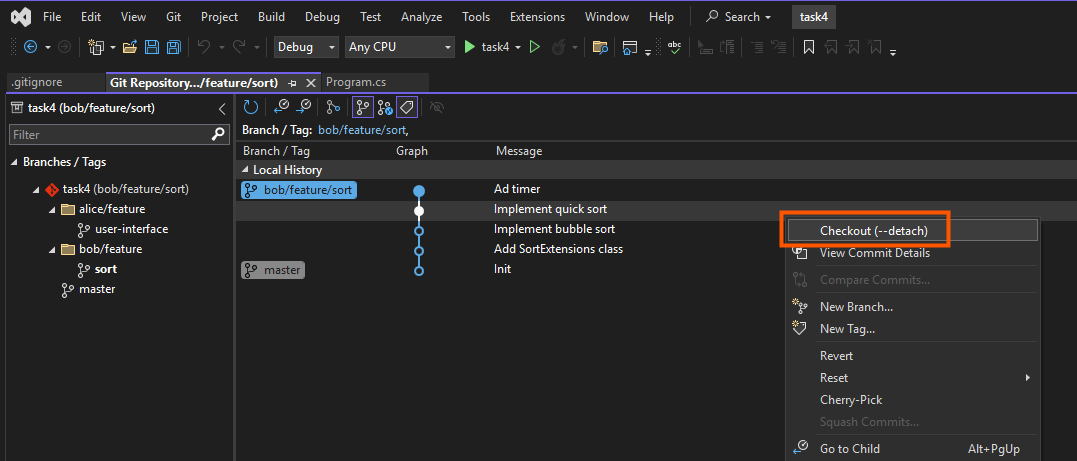 File Edit View Git Project Build Debug Test Analyze Tools Extensions Window Help Search task4
Debug Any CPU task4 abc
.gitignore Git Repository.../feature/sort) Program.cs
task4 (bob/feature/sort)
Filter
Branches / Tags
task4 (bob/feature/sort)
alice/feature
user-interface
bob/feature
sort
master
Branch / Tag: bob/feature/sort,
Branch / Tag Graph Message
Local History
bob/feature/sort Ad timer
Implement quick sort
Implement bubble sort
Add SortExtensions class
master Init
Checkout (--detach)
View Commit Details
Compare Commits...
New Branch...
New Tag...
Revert
Reset
Cherry-Pick
Squash Commits...
Go to Child Alt+PgUp